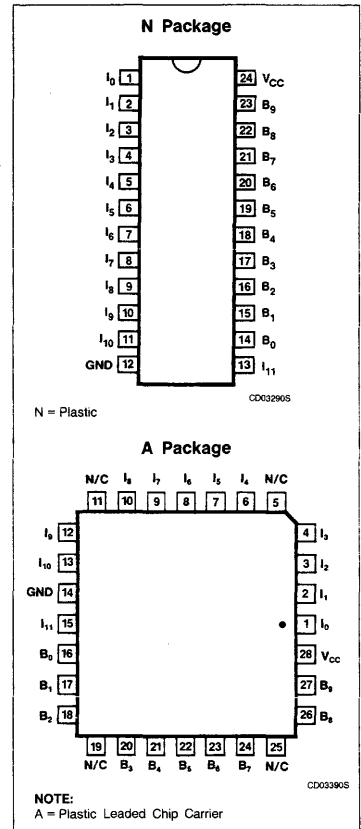 N Package
I0 1 24 VCC
I1 2 23 B9
I2 3 22 B8
I3 4 21 B7
I4 5 20 B6
I5 6 19 B5
I6 7 18 B4
I7 8 17 B3
I8 9 16 B2
I9 10 15 B1
I10 11 14 B0
GND 12 13 I11
CD03290S
N = Plastic
A Package
N/C I8 I7 I6 I5 I4 N/C
11 10 9 8 7 6 5
I9 12 4 I3
I10 13 3 I2
GND 14 2 I1
I11 15 1 I0
B0 16 28 VCC
B1 17 27 B9
B2 18 26 B8
19 20 21 22 23 24 25
N/C B3 B4 B5 B6 B7 N/C
CD03390S
NOTE:
A = Plastic Leaded Chip Carrier